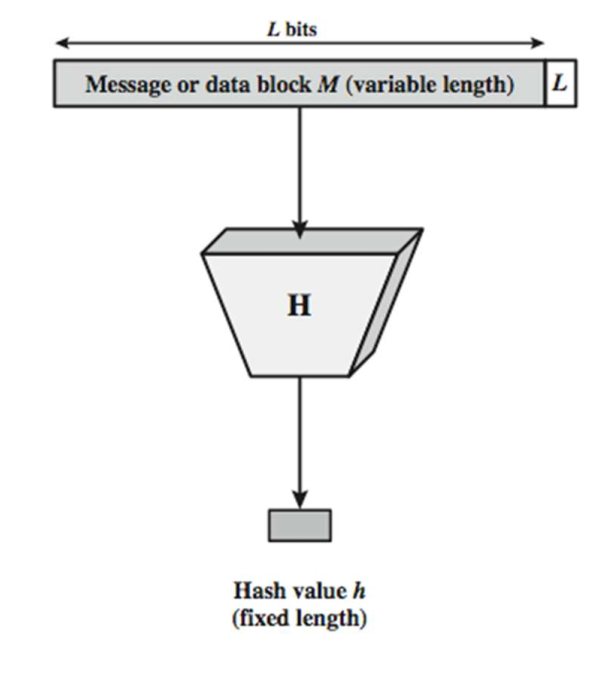 L bits
Message or data block M (variable length) L
H
Hash value h
(fixed length)